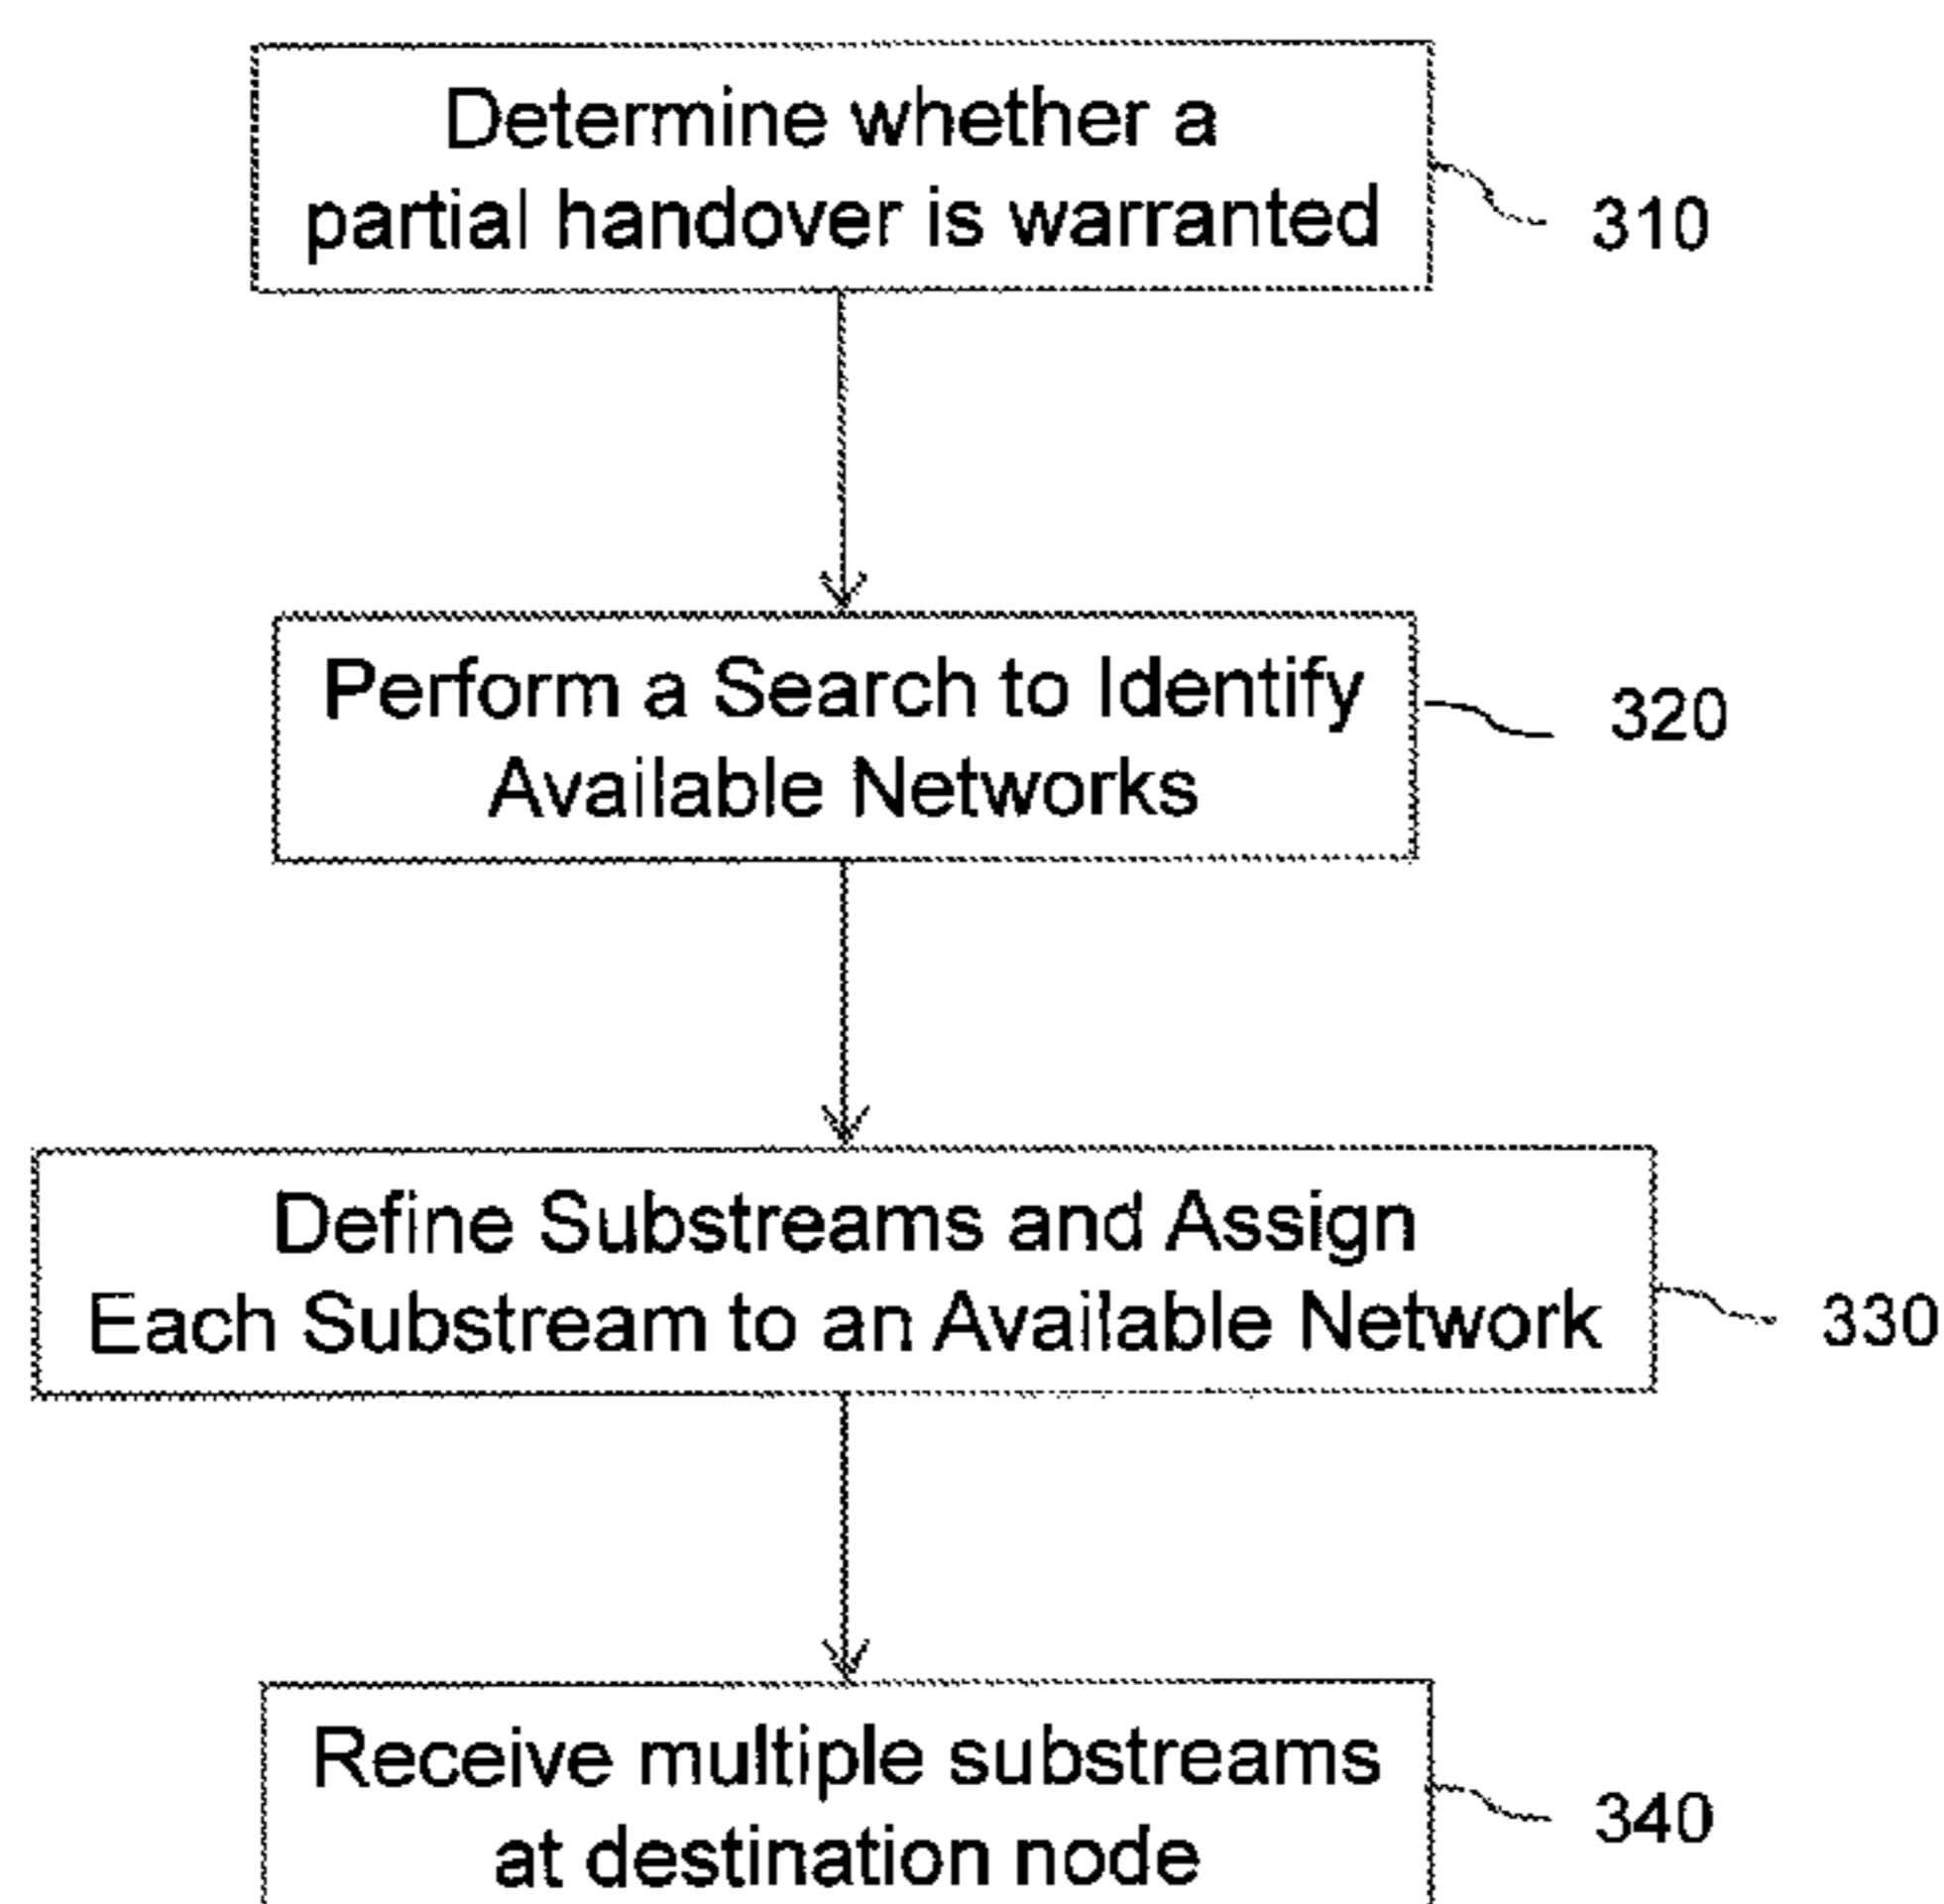 Determine whether a
partial handover is warranted
310
Perform a Search to Identify
Available Networks
320
Define Substreams and Assign
Each Substream to an Available Network
330
Receive multiple substreams
at destination node
340